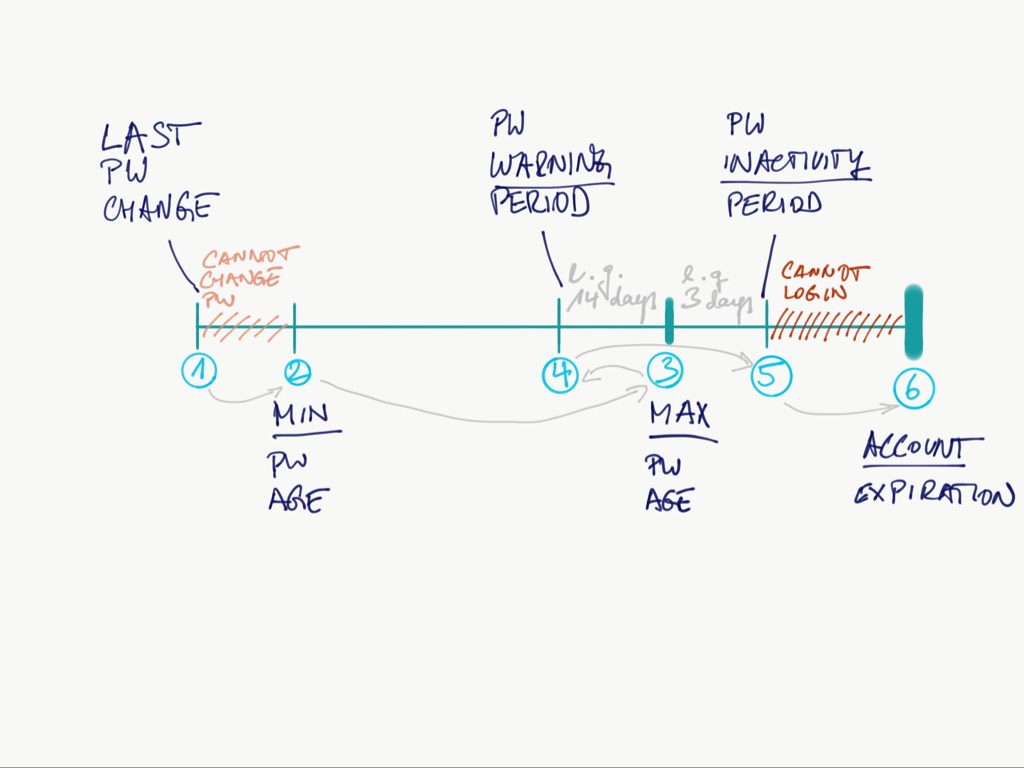 LAST
PW
CHANGE
PW
WARNING
PERIOD
PW
INACTIVITY
PERIOD
CANNOT
CHANGE
PW
e.g.
14 days
e.g
3 days
CANNOT
LOGIN
1
2
4
3
5
6
MIN
PW
AGE
MAX
PW
AGE
ACCOUNT
EXPIRATION